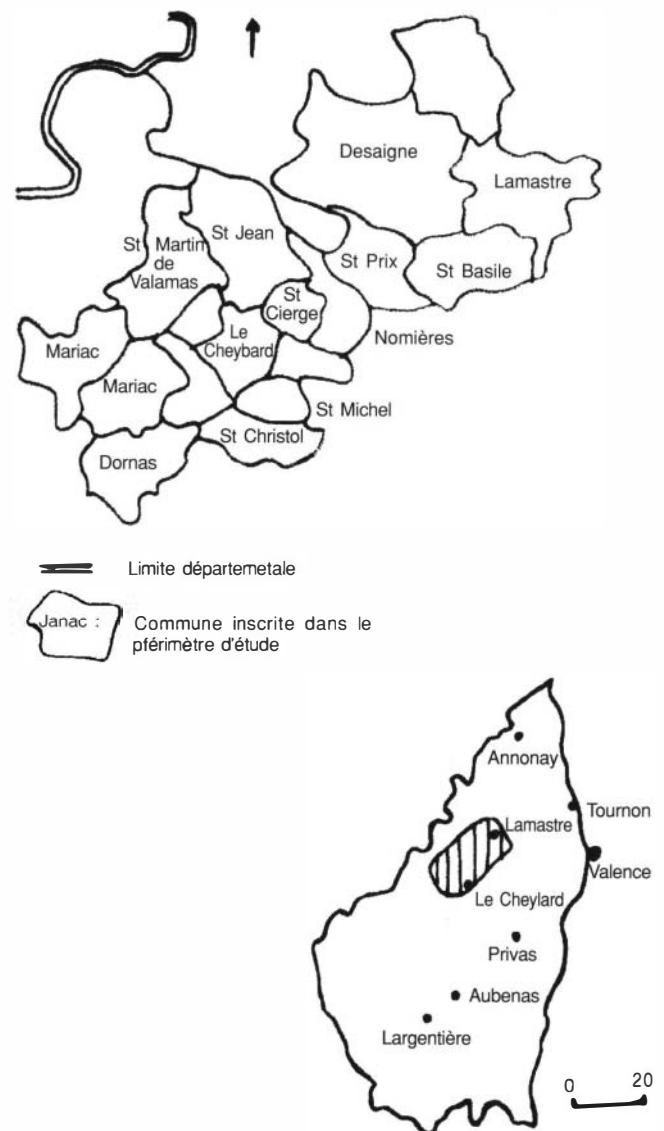 Desaigne
Lamastre
St Martin
de
Valamas
St Jean
St Prix
St Basile
St
Cierge
Le
Cheybard
Nomières
Mariac
Mariac
St Michel
St Christol
Dornas
Limite départemetale
Janac :
Commune inscrite dans le
pférimètre d'étude
Annonay
Tournon
Lamastre
Valence
Le Cheylard
Privas
Aubenas
Largentière
0 20